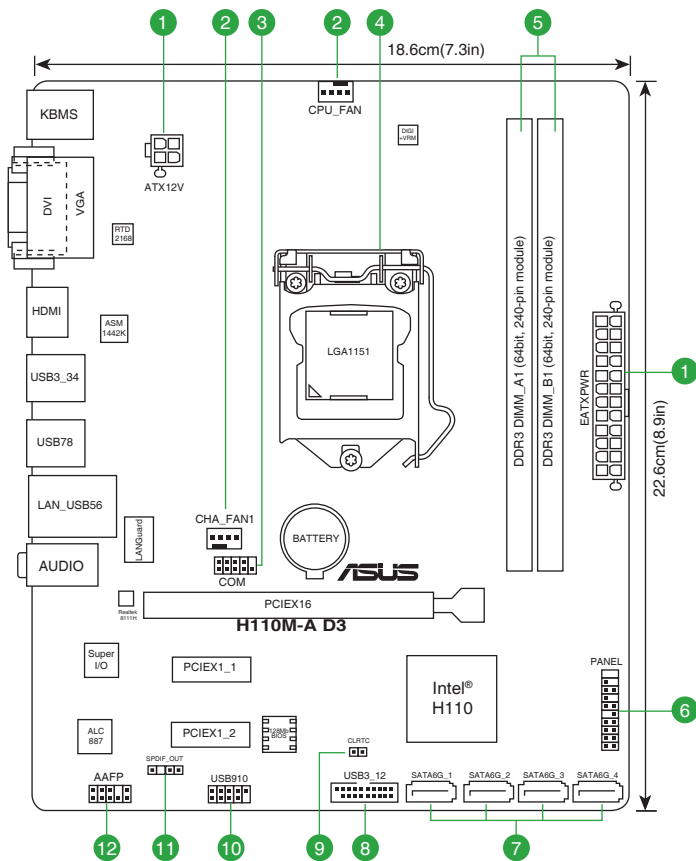 1
2
3
2
4
5
18.6cm(7.3in)
KBMS
CPU_FAN
DIGI
+VRM
ATX12V
DVI
VGA
RTD
2168
HDMI
ASM
1442K
LGA1151
DDR3 DIMM_A1 (64bit, 240-pin module)
DDR3 DIMM_B1 (64bit, 240-pin module)
EATXPWR
1
22.6cm(8.9in)
USB3_34
USB78
2
3
LAN_USB56
LANGuard
CHA_FAN1
BATTERY
AUDIO
COM
ASUS
Realtek
8111H
PCIEX16
H110M-A D3
Super
I/O
PCIEX1_1
Intel®
H110
PANEL
6
ALC
887
PCIEX1_2
128Mb
BIOS
CLRTC
SPDIF_OUT
AAFP
USB910
USB3_12
SATA6G_1
SATA6G_2
SATA6G_3
SATA6G_4
12
11
10
9
8
7